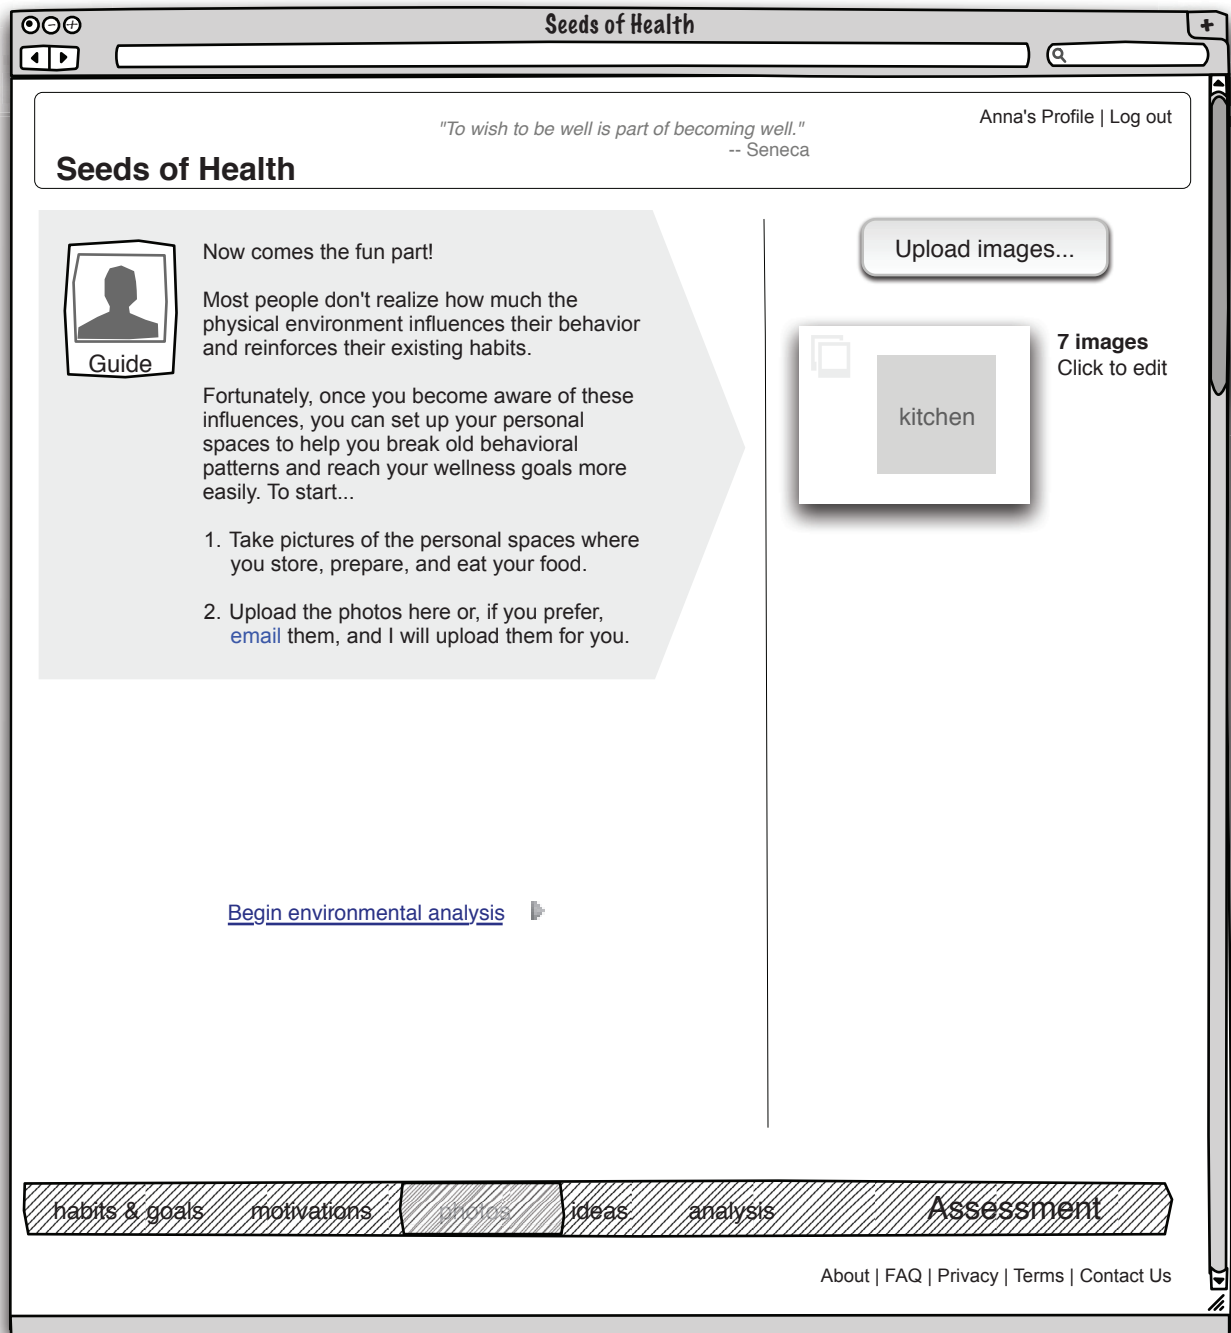 Seeds of Health
"To wish to be well is part of becoming well."
-- Seneca
Anna's Profile | Log out
Seeds of Health
Guide
Now comes the fun part!
Most people don't realize how much the
physical environment influences their behavior
and reinforces their existing habits.
Fortunately, once you become aware of these
influences, you can set up your personal
spaces to help you break old behavioral
patterns and reach your wellness goals more
easily. To start...
1. Take pictures of the personal spaces where
you store, prepare, and eat your food.
2. Upload the photos here or, if you prefer,
email them, and I will upload them for you.
Begin environmental analysis
Upload images...
kitchen
7 images
Click to edit
habits & goals motivations photos ideas analysis Assessment
About | FAQ | Privacy | Terms | Contact Us